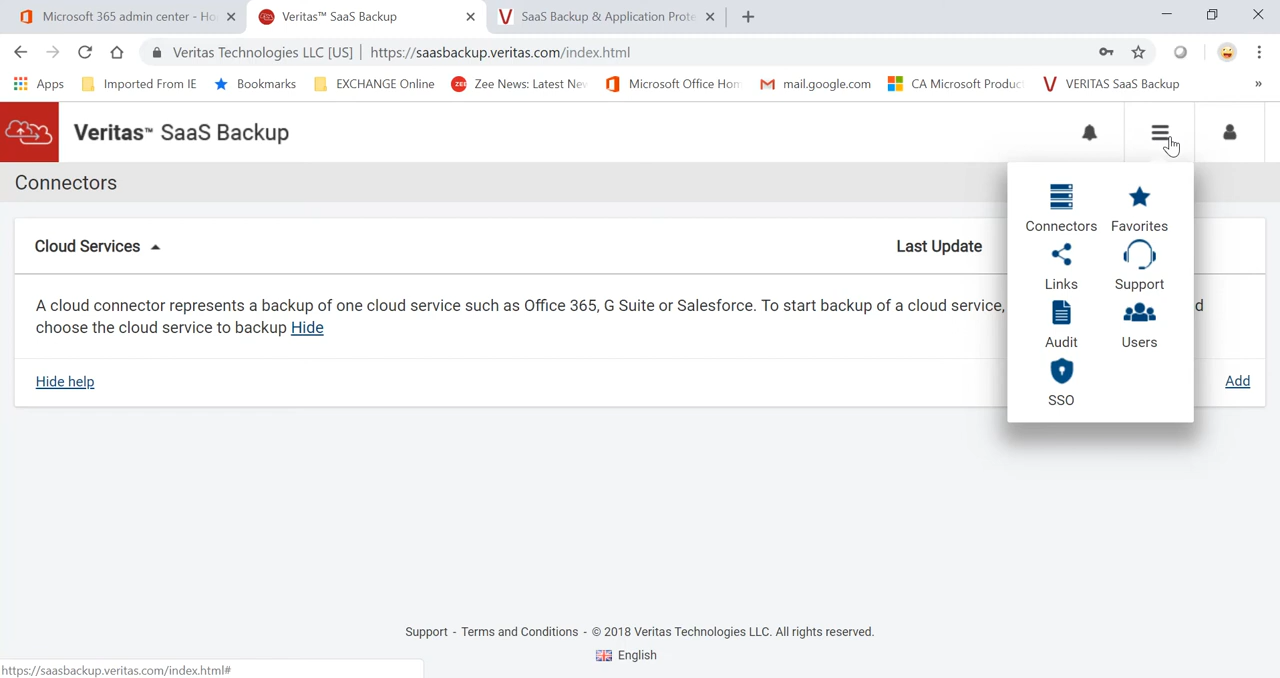 Microsoft 365 admin center - Ho
Veritas™ SaaS Backup
SaaS Backup & Application Prote
Veritas Technologies LLC [US] | https://saasbackup.veritas.com/index.html
Apps
Imported From IE
Bookmarks
EXCHANGE Online
Zee News: Latest Ne
Microsoft Office Hom
mail.google.com
CA Microsoft Produc
VERITAS SaaS Backup
»
Veritas™ SaaS Backup
Connectors
Cloud Services
Last Update
A cloud connector represents a backup of one cloud service such as Office 365, G Suite or Salesforce. To start backup of a cloud service,
d
choose the cloud service to backup Hide
Hide help
Add
Connectors
Favorites
Links
Support
Audit
Users
SSO
Support - Terms and Conditions - © 2018 Veritas Technologies LLC. All rights reserved.
English
https://saasbackup.veritas.com/index.html#